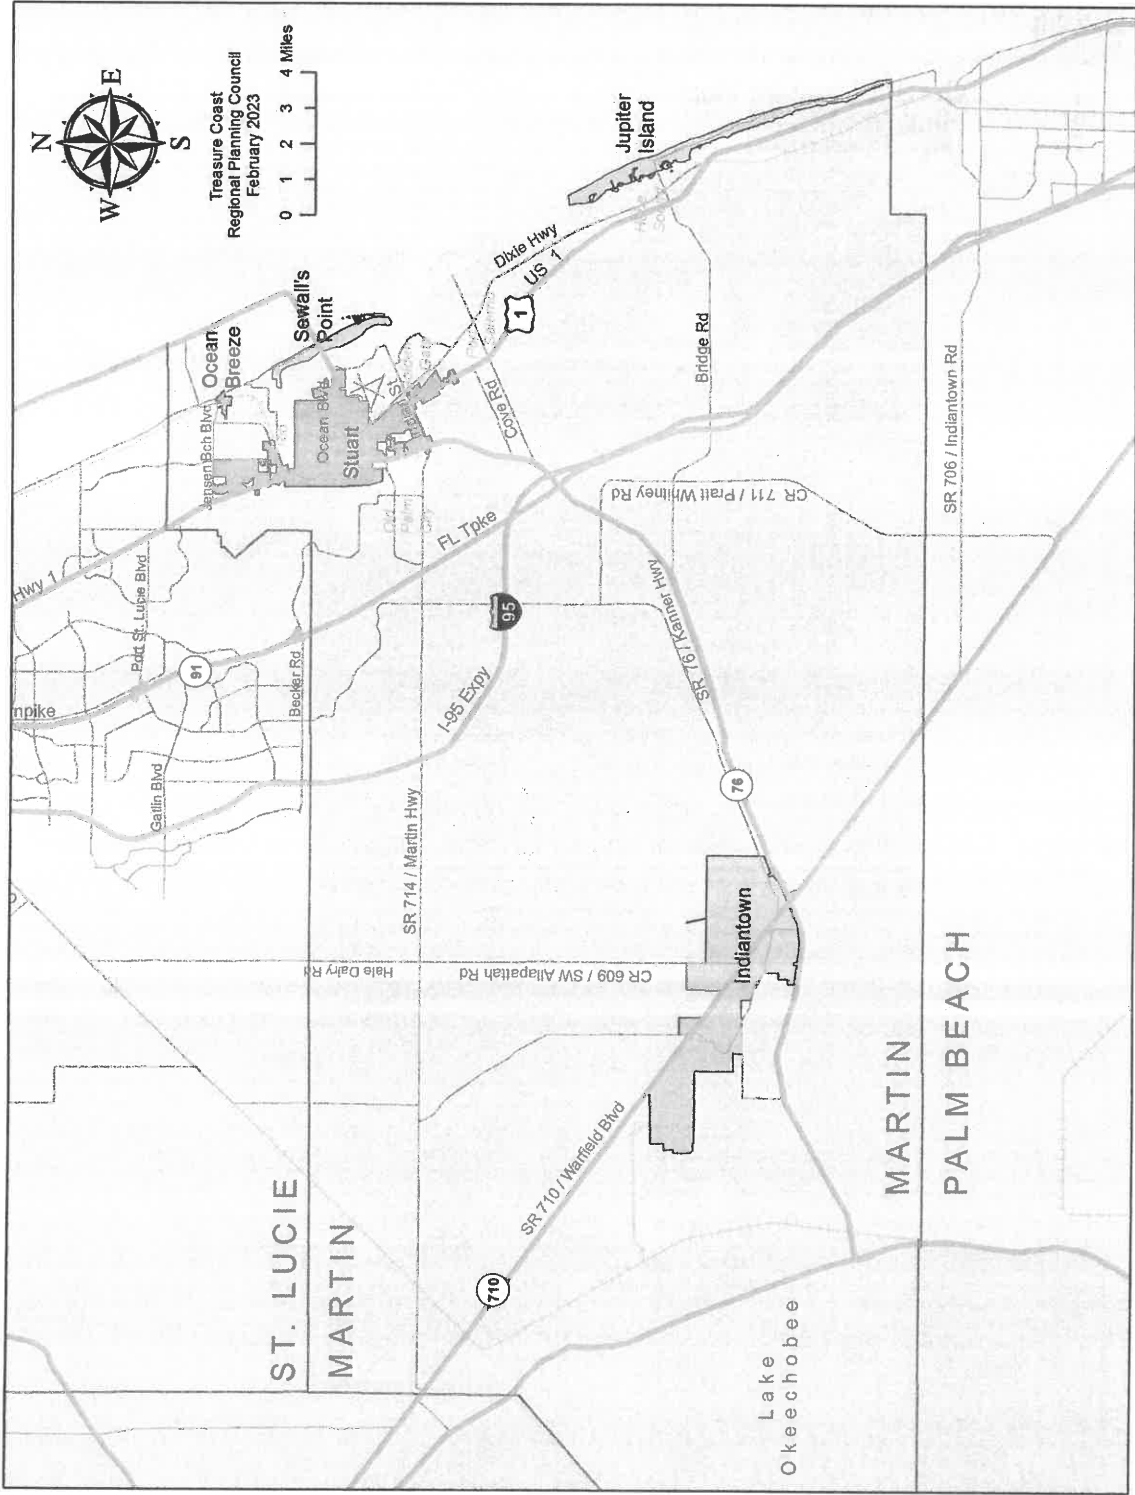 N
W
E
S
Treasure Coast
Regional Planning Council
February 2023
0 1 2 3 4 Miles
Jupiter
Island
Ocean
Breeze
Sewall's
Point
Jensen Bch Blvd
Ocean Blvd
Stuart
Dixie Hwy
US 1
1
Cove Rd
Bridge Rd
Hwy 1
Port St. Lucie Blvd
91
Becker Rd
npike
Gatlin Blvd
FL Tpke
95
I-95 Expy
CR 711 / Pratt Whitney Rd
SR 706 / Indiantown Rd
SR 76 / Kanner Hwy
76
SR 714 / Martin Hwy
Hale Dairy Rd
CR 609 / SW Allapattah Rd
Indiantown
SR 710 / Warfield Blvd
710
ST. LUCIE
MARTIN
MARTIN
PALM BEACH
Lake
Okeechobee